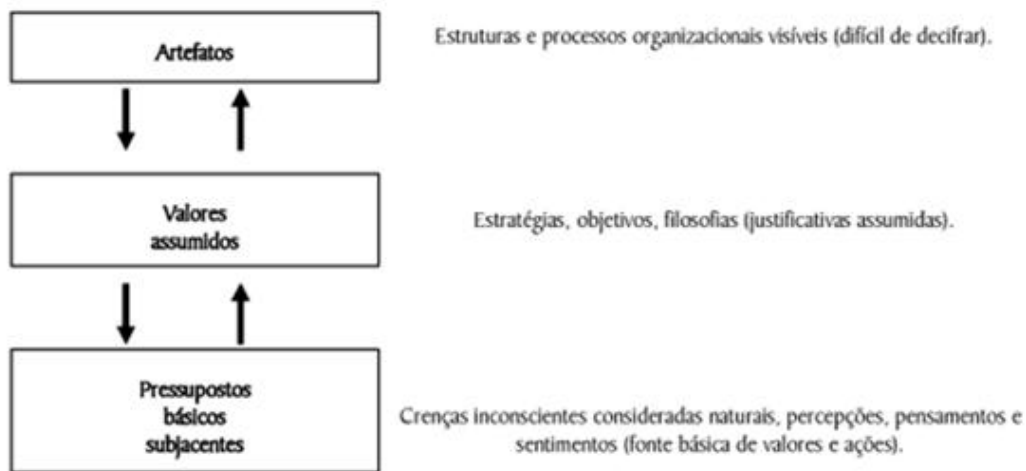 Artefatos
Estruturas e processos organizacionais visíveis (difícil de decifrar).
Valores
assumidos
Estratégias, objetivos, filosofias (justificativas assumidas).
Pressupostos
básicos
subjacentes
Crenças inconscientes consideradas naturais, percepções, pensamentos e
sentimentos (fonte básica de valores e ações).